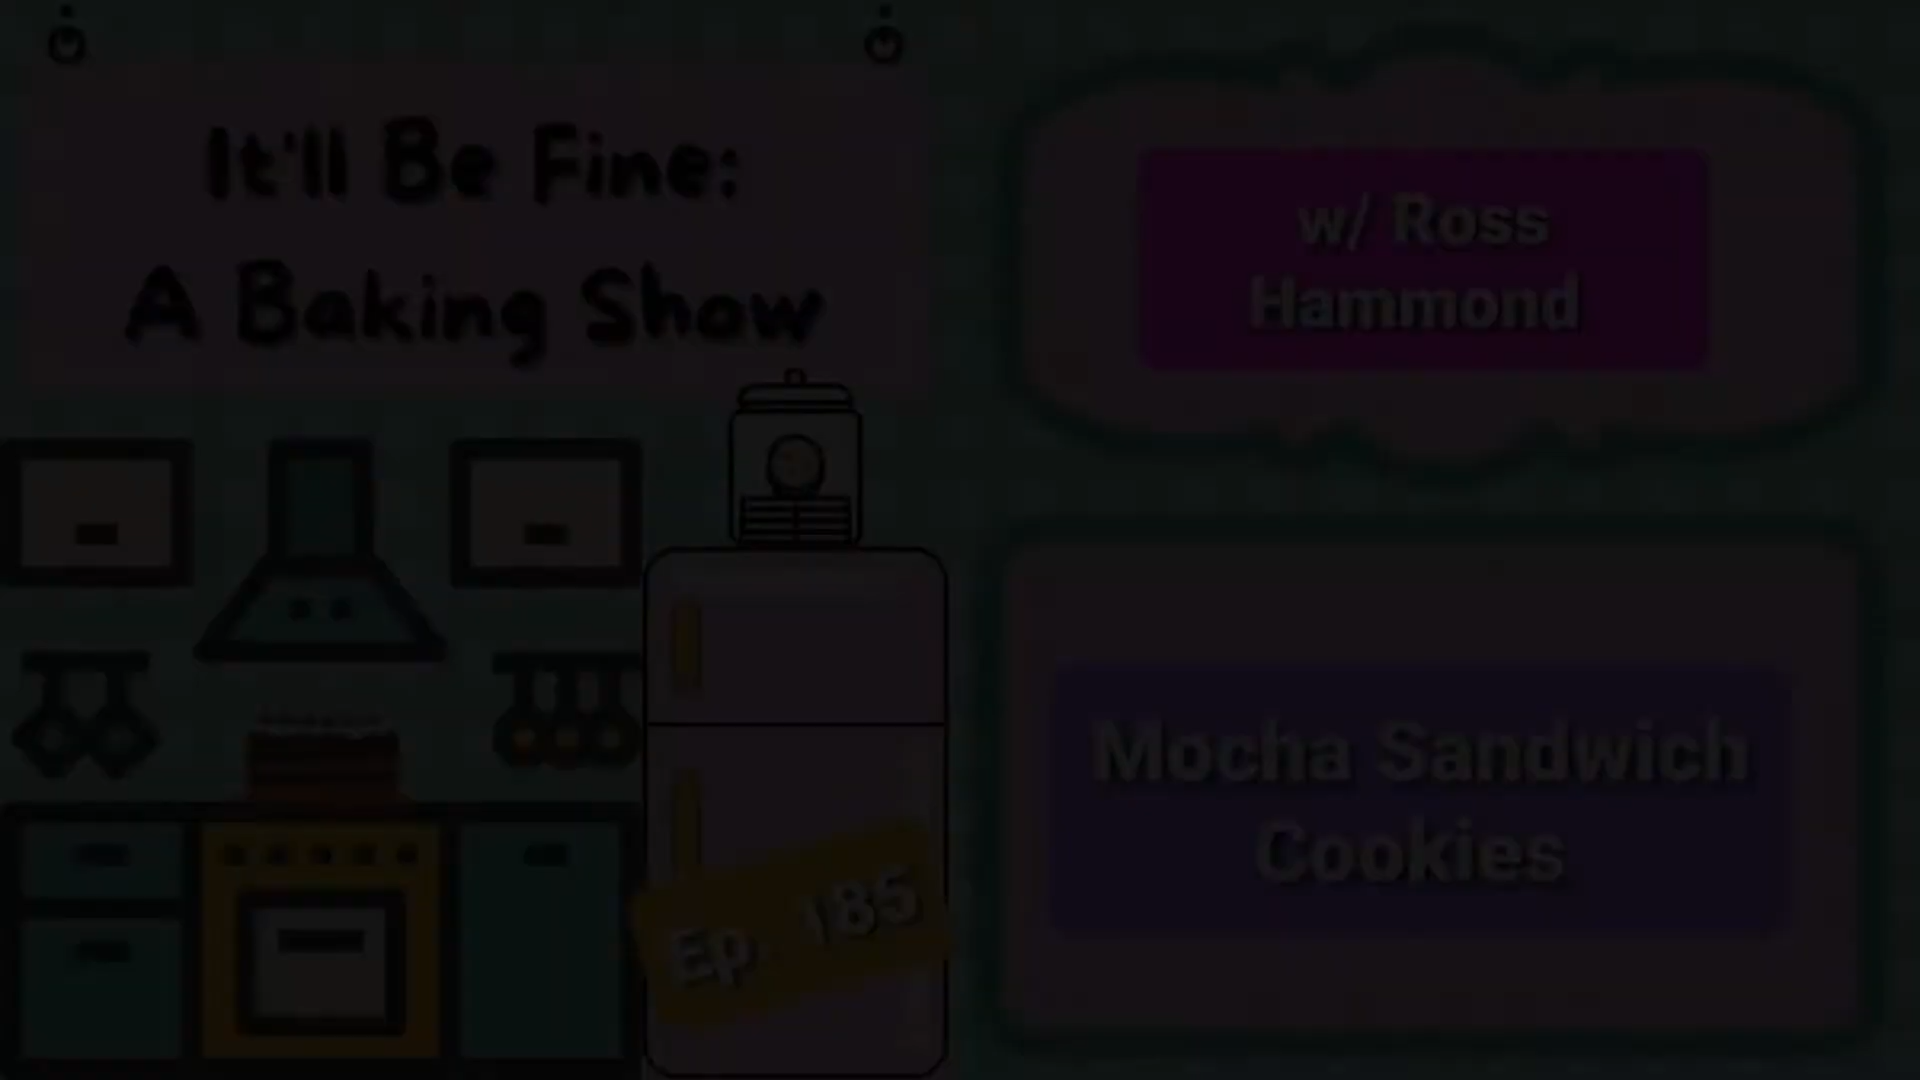 It'll Be Fine:
A Baking Show
w/ Ross
Hammond
Mocha Sandwich
Cookies
Ep. 185